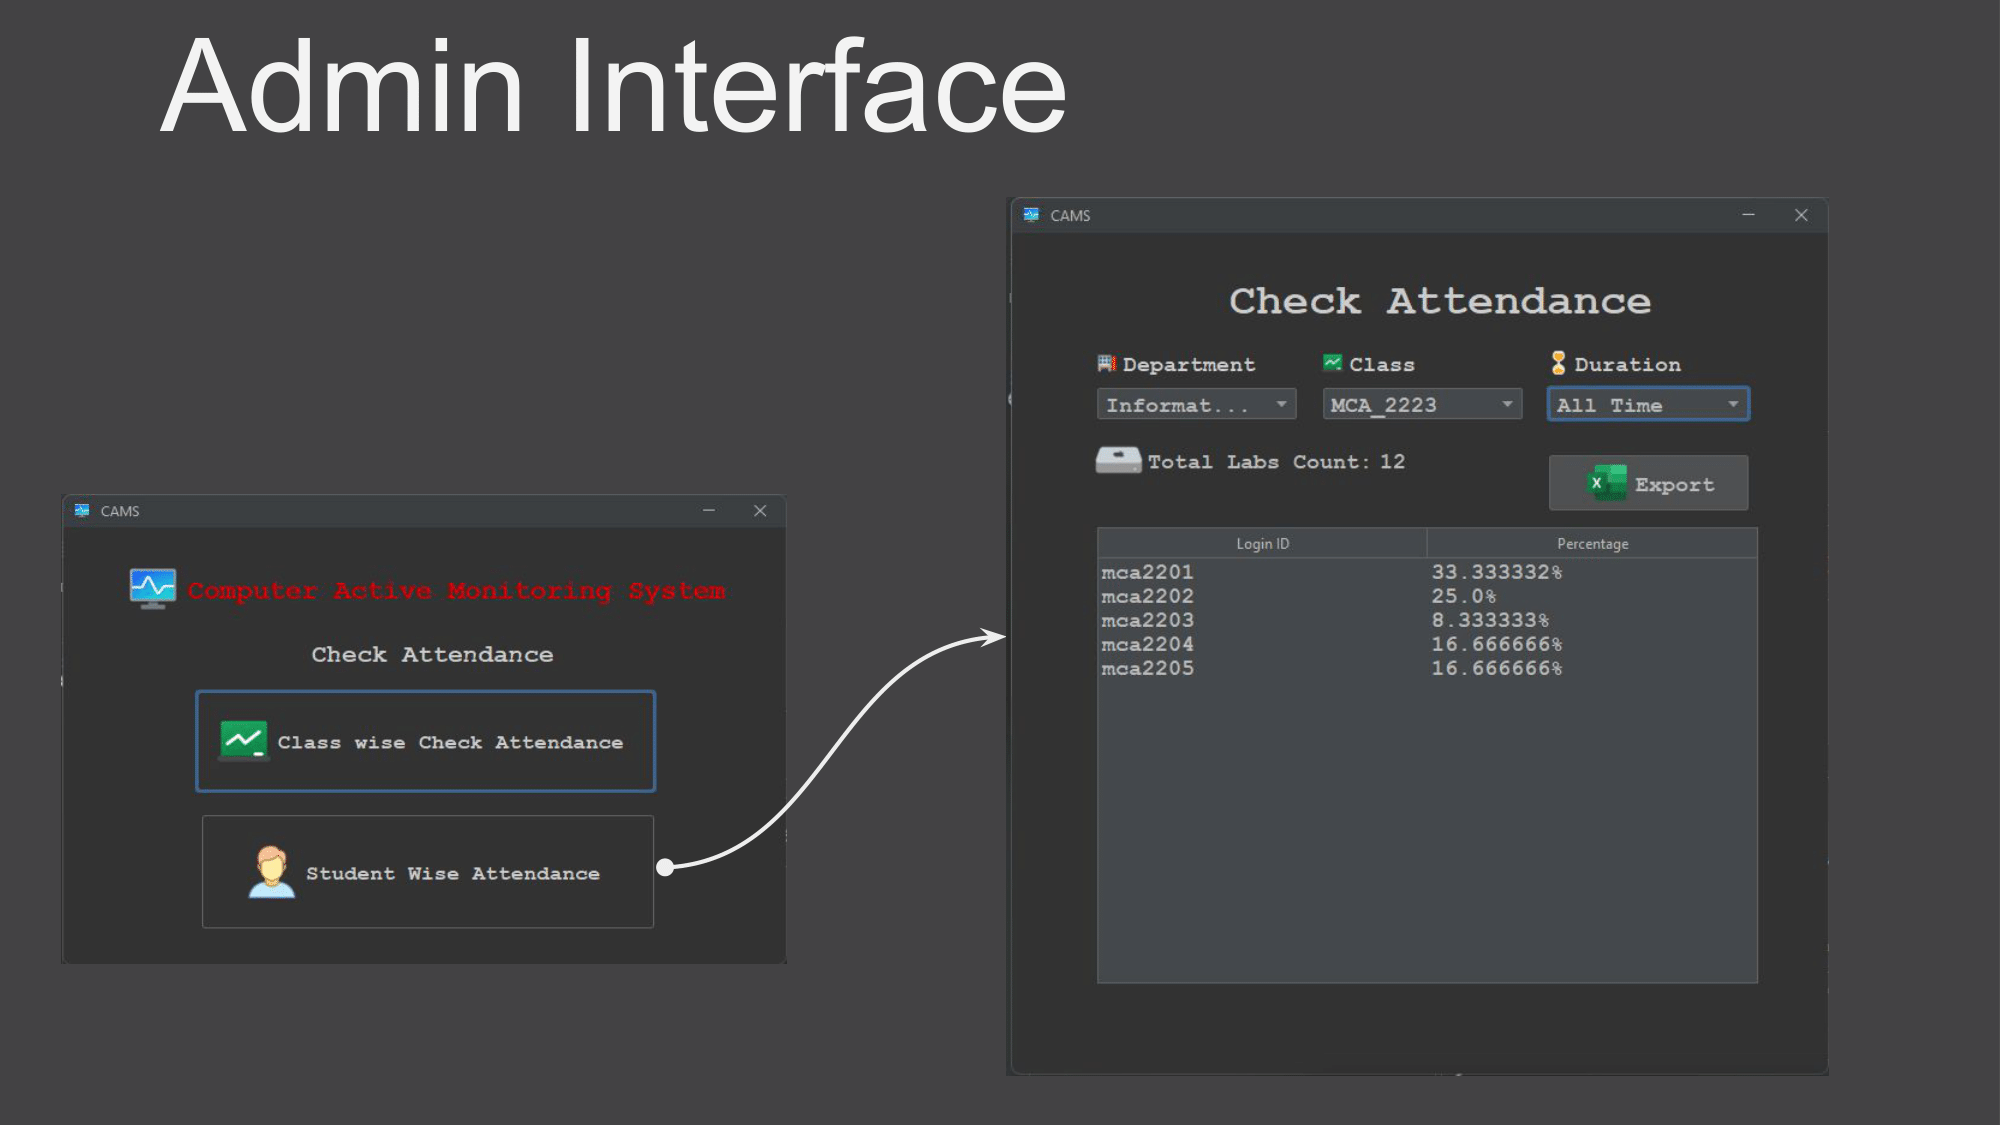 Admin Interface
CAMS
Computer Active Monitoring System
Check Attendance
Class wise Check Attendance
Student Wise Attendance
CAMS
Check Attendance
Department Class Duration
Informat... MCA_2223 All Time
Total Labs Count: 12
X Export
Login ID Percentage
mca2201 33.333332%
mca2202 25.0%
mca2203 8.333333%
mca2204 16.666666%
mca2205 16.666666%